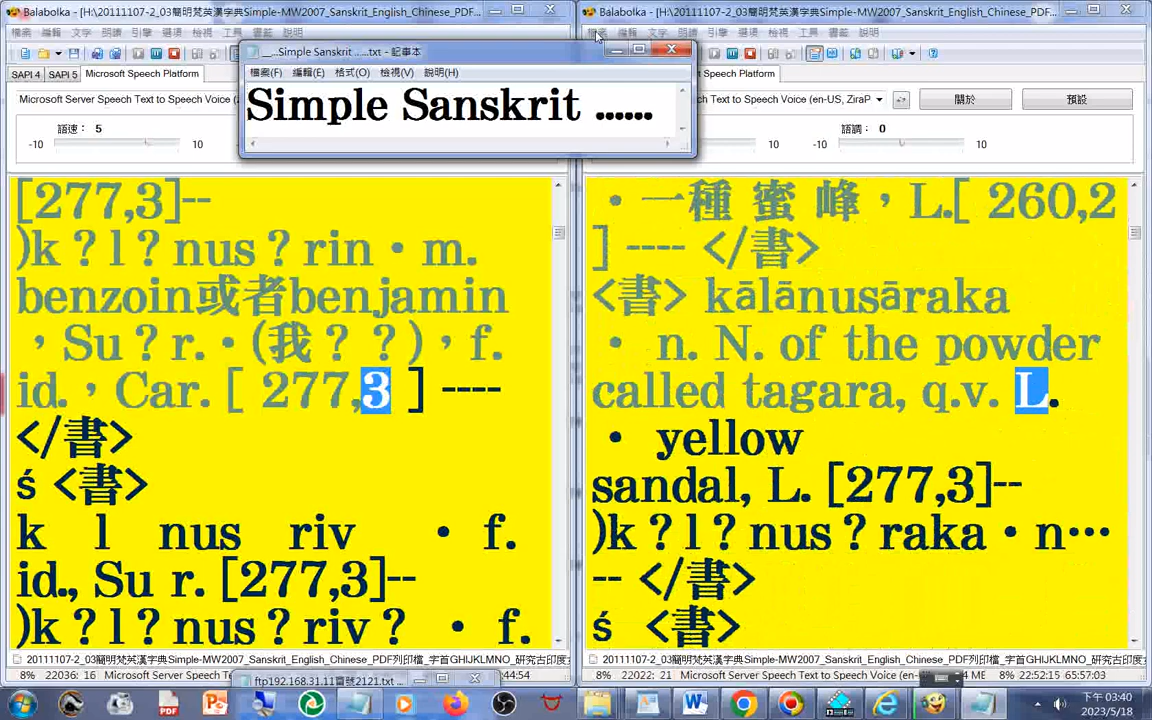 Balabolka - [H:\20111107-2_03簡明梵英漢字典Simple-MW2007_Sanskrit_English_Chinese_PDF...
檔案 編輯 文字 朗讀 引擎 選項 檢視 工具 書籤 說明
SAPI 4 SAPI 5 Microsoft Speech Platform
Microsoft Server Speech Text to Speech Voice (
語速： 5
-10 10
[277,3]--
)k？l？nus？rin‧m.
benzoin或者benjamin
，Su？r.‧(我？？)，f.
id.，Car. [ 277,3 ] ----
</書>
ś <書>
k l nus riv ‧ f.
id., Su r. [277,3]--
)k？l？nus？riv？ ‧ f.
20111107-2_03簡明梵英漢字典Simple-MW2007_Sanskrit_English_Chinese_PDF列印檔_字首GHIJKLMNO_研究古印度
8% 22036: 16 Microsoft Server Speech Text
44:54
__...Simple Sanskrit ......txt - 記事本
檔案(F) 編輯(E) 格式(O) 檢視(V) 說明(H)
Simple Sanskrit ......
Balabolka - [H:\20111107-2_03簡明梵英漢字典Simple-MW2007_Sanskrit_English_Chinese_PDF...
檔案 編輯 文字 朗讀 引擎 選項 檢視 工具 書籤 說明
Speech Platform
ech Text to Speech Voice (en-US, ZiraP
關於
預設
語調： 0
10 -10 10
‧一種 蜜 峰，L.[ 260,2
] ---- </書>
<書> kālānusāraka
‧ n. N. of the powder
called tagara, q.v. L.
‧ yellow
sandal, L. [277,3]--
)k？l？nus？raka‧n…
-- </書>
ś <書>
20111107-2_03簡明梵英漢字典Simple-MW2007_Sanskrit_English_Chinese_PDF列印檔_字首GHIJKLMNO_研究古印度
8% 22022: 21 Microsoft Server Speech Text to Speech Voice
8% 22:52:15 65:57:03
ftp192.168.31.11冒號2121.txt ...
下午 03:40
2023/5/18